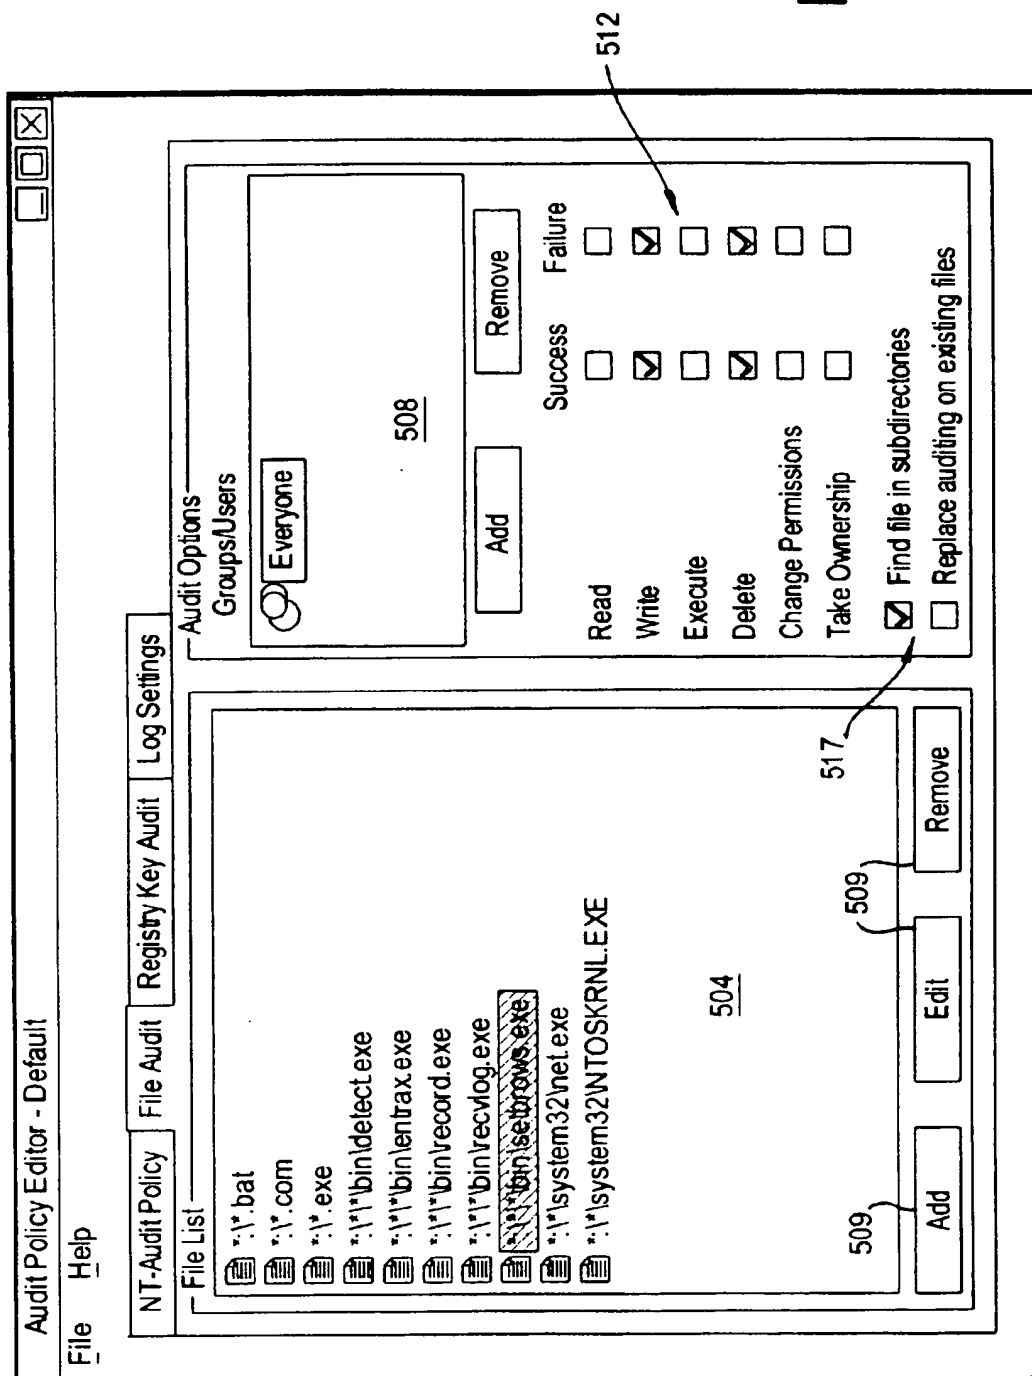 Audit Policy Editor - Default
File Help
NT-Audit Policy File Audit Registry Key Audit Log Settings
File List
*:\*.bat
*:\*.com
*:\*.exe
*:\*\*\bin\detect.exe
*:\*\*\bin\entrax.exe
*:\*\*\bin\record.exe
*:\*\*\bin\recvlog.exe
*:\*\*\bin\setbrows.exe
*:\*\system32\net.exe
*:\*\system32\NTOSKRNL.EXE
504
509
509
Add Edit Remove
Audit Options
Groups/Users
Everyone
508
Add Remove
Success Failure
Read
Write
Execute
Delete
Change Permissions
Take Ownership
512
517
Find file in subdirectories
Replace auditing on existing files